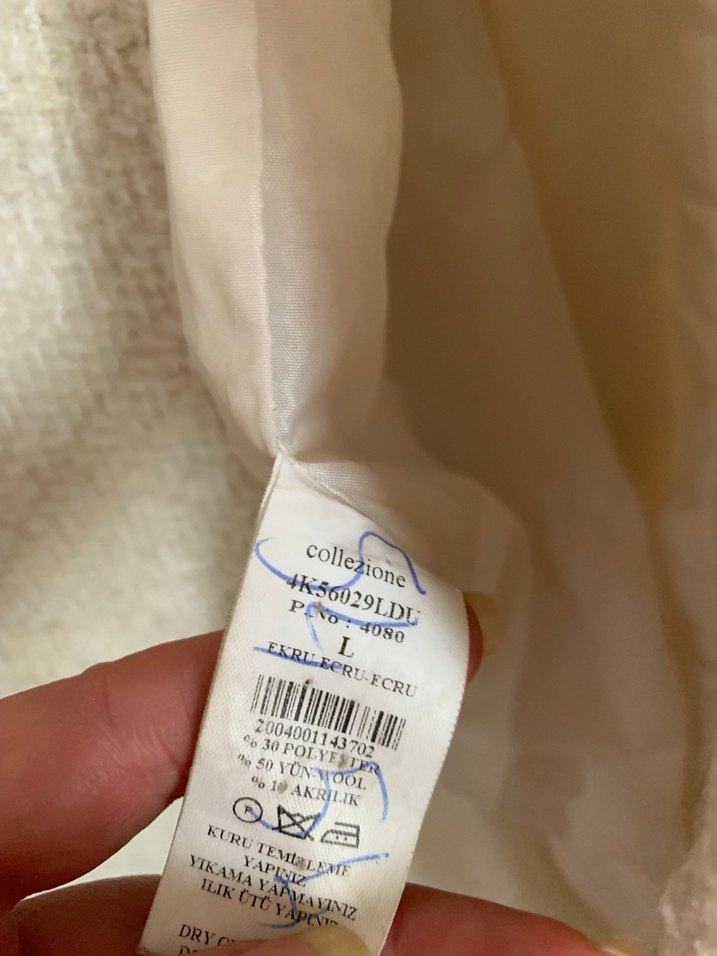 collezione
4K56029LDU
P.No : 4080
L
EKRU ECRU-ECRU
2004001143702
% 30 POLYESTER
% 50 YÜN-WOOL
% AKRILIK
P
KURU TEMİZLEME
YAPINIZ
YIKAMA YAPMAYINIZ
ILIK ÜTÜ YAPINIZ
DRY